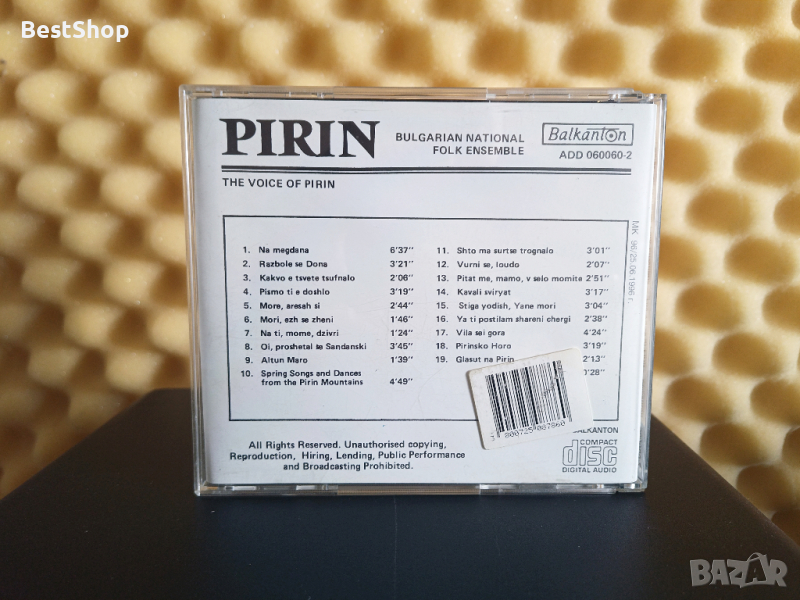 BestShop
PIRIN
BULGARIAN NATIONAL
FOLK ENSEMBLE
Balkanton
ADD 060060-2
THE VOICE OF PIRIN
1. Na megdana 6'37"
2. Razbole se Dona 3'21"
3. Kakvo e tsvete tsufnalo 2'06"
4. Pismo ti e doshlo 3'19"
5. More, aresah si 2'44"
6. Mori, ezh se zheni 1'46"
7. Na ti, mome, dzivri 1'24"
8. Oi, proshetal se Sandanski 3'45"
9. Altun Maro 1'39"
10. Spring Songs and Dances
from the Pirin Mountains 4'49"
11. Shto ma surtse trognalo 3'01"
12. Vurni se, loudo 2'07"
13. Pitat me, mamo, v selo momite 2'51"
14. Kavali sviryat 3'17"
15. Stiga yodish, Yane mori 3'04"
16. Ya ti postilam shareni chergi 2'38"
17. Vila sei gora 4'24"
18. Pirinsko Horo 3'19"
19. Glasut na Pirin 2'13"
0'28"
3 800725 007860
BALKANTON
All Rights Reserved. Unauthorised copying,
Reproduction, Hiring, Lending, Public Performance
and Broadcasting Prohibited.
COMPACT
disc
DIGITAL AUDIO
BAZAR